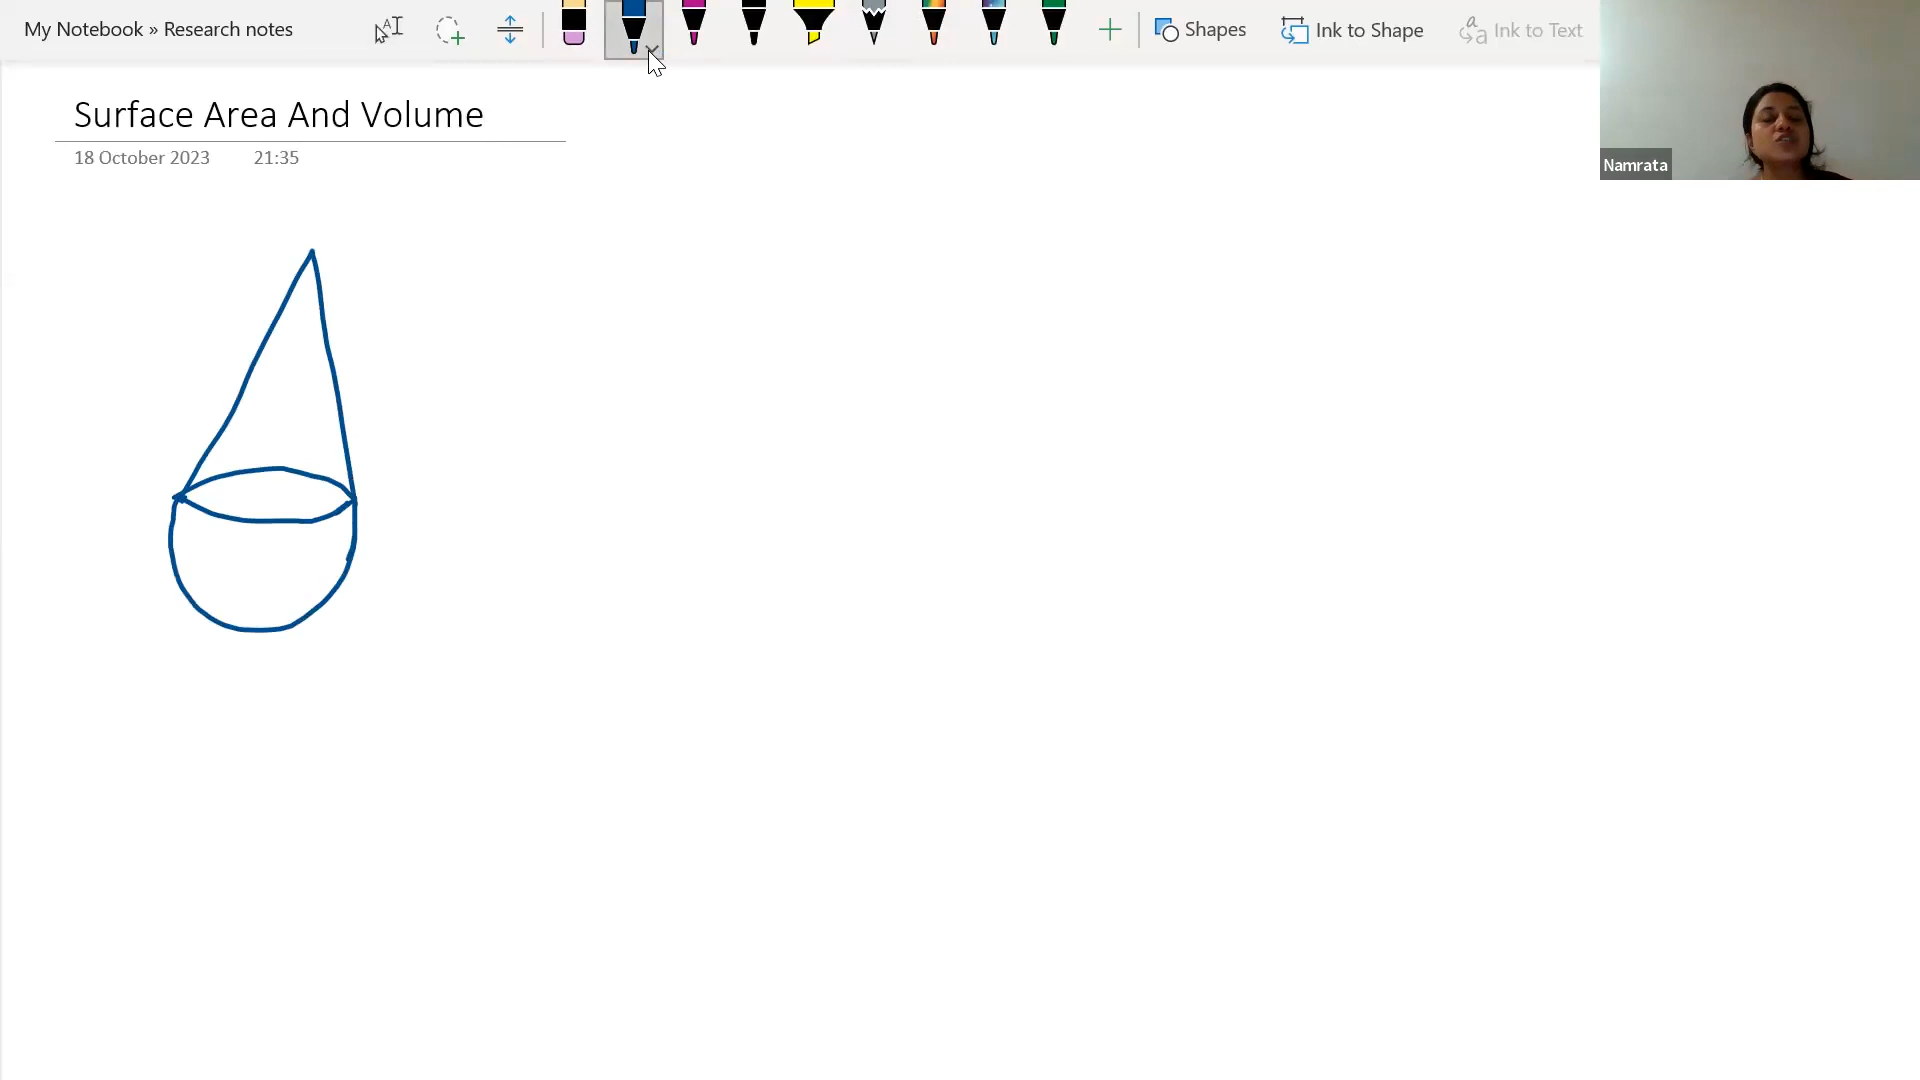 My Notebook » Research notes
Shapes
Ink to Shape
Ink to Text
Namrata
Surface Area And Volume
18 October 2023 21:35